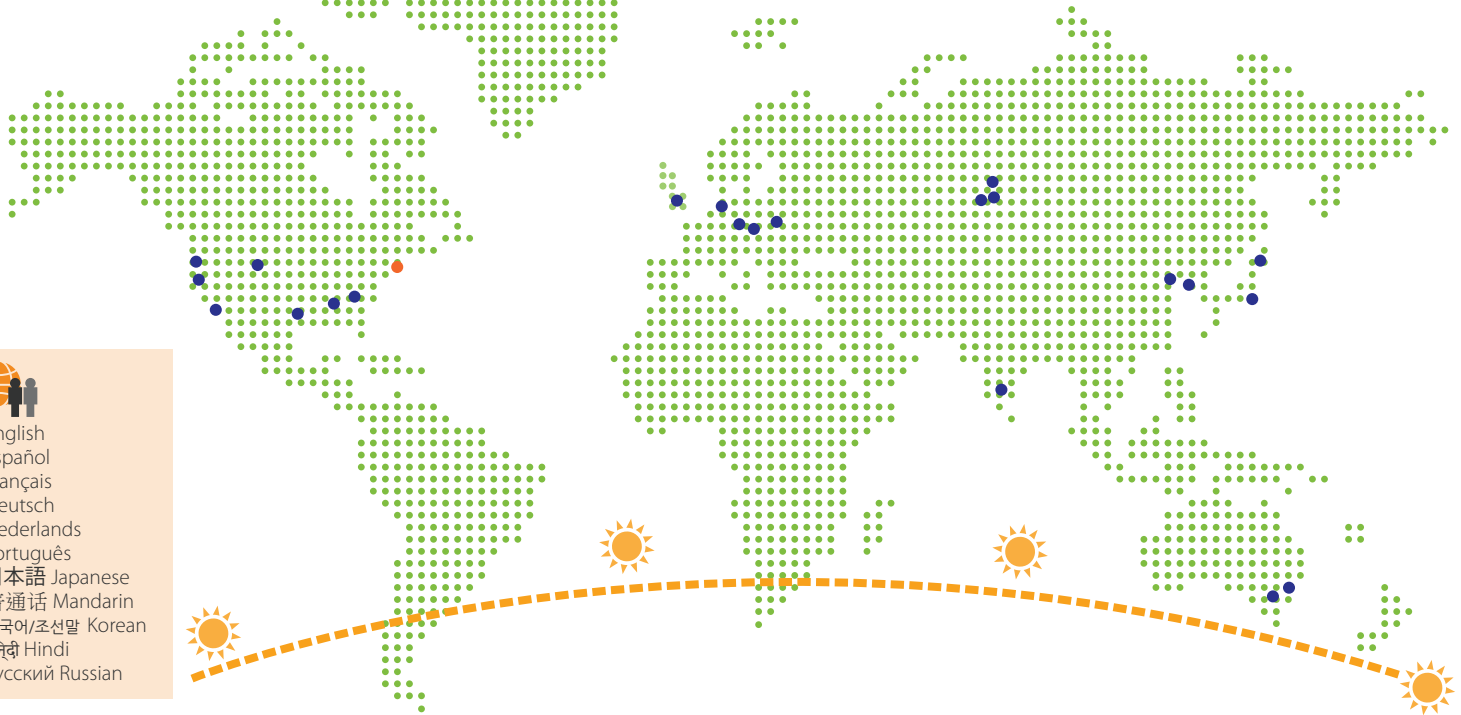 nglish
spañol
ançais
eutsch
ederlands
ortuguês
本語 Japanese
通话 Mandarin
국어/조선말 Korean
Hindi
усский Russian